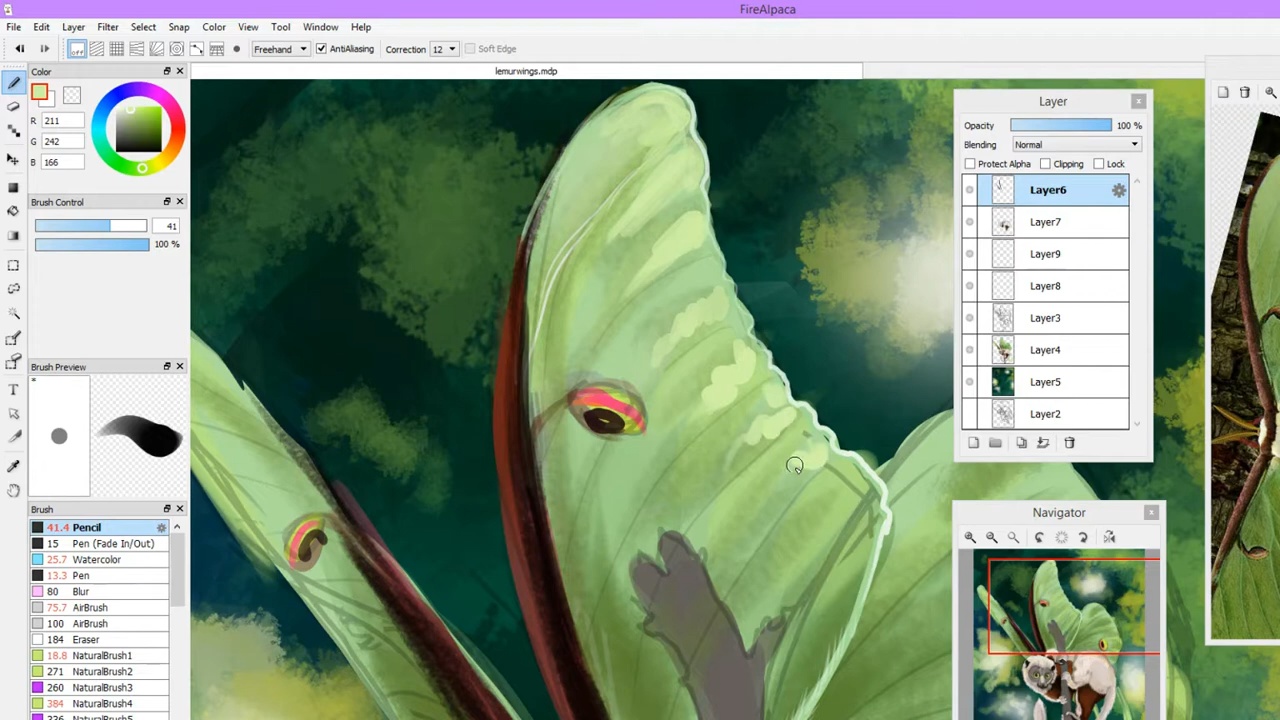 FireAlpaca
File Edit Layer Filter Select Snap Color View Tool Window Help
off Freehand AntiAliasing Correction 12 Soft Edge
Color
lemurwings.mdp
R 211
G 242
B 166
Brush Control
41
100 %
Brush Preview
*
Brush
41.4 Pencil
15 Pen (Fade In/Out)
25.7 Watercolor
13.3 Pen
80 Blur
75.7 AirBrush
100 AirBrush
184 Eraser
18.8 NaturalBrush1
271 NaturalBrush2
260 NaturalBrush3
384 NaturalBrush4
336 NaturalBrush5
Layer
Opacity 100 %
Blending Normal
Protect Alpha Clipping Lock
Layer6
Layer7
Layer9
Layer8
Layer3
Layer4
Layer5
Layer2
Navigator